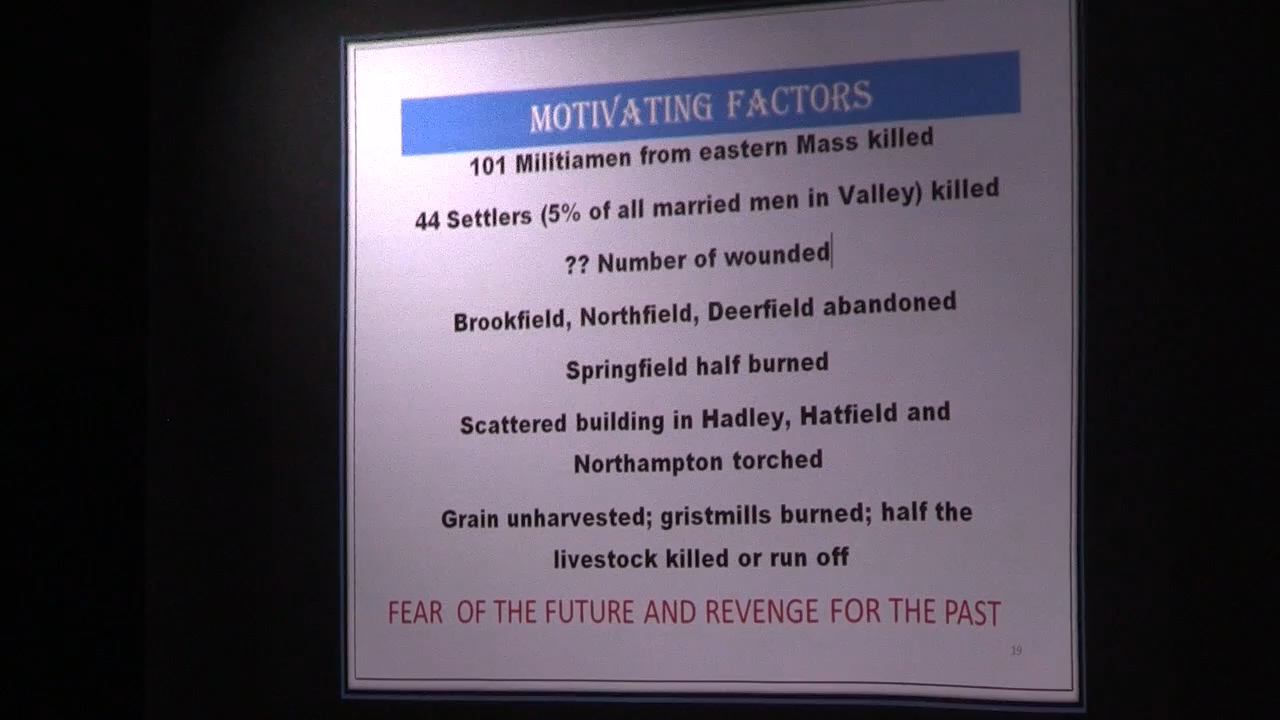 MOTIVATING FACTORS
101 Militiamen from eastern Mass killed
44 Settlers (5% of all married men in Valley) killed
?? Number of wounded
Brookfield, Northfield, Deerfield abandoned
Springfield half burned
Scattered building in Hadley, Hatfield and
Northampton torched
Grain unharvested; gristmills burned; half the
livestock killed or run off
FEAR OF THE FUTURE AND REVENGE FOR THE PAST
19